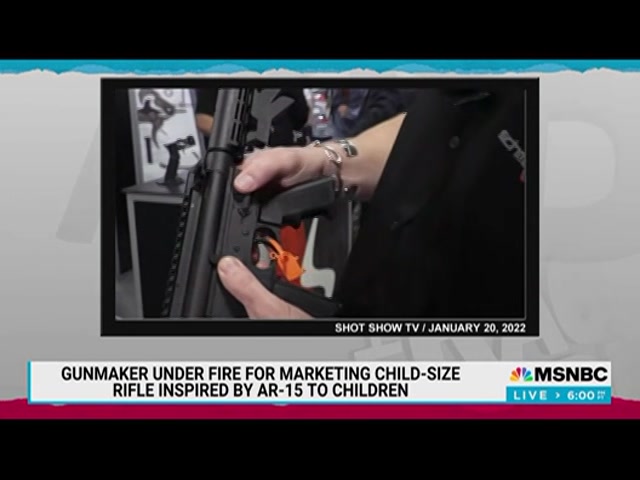 SHOT SHOW TV / JANUARY 20, 2022
GUNMAKER UNDER FIRE FOR MARKETING CHILD-SIZE
RIFLE INSPIRED BY AR-15 TO CHILDREN
MSNBC
LIVE > 6:00